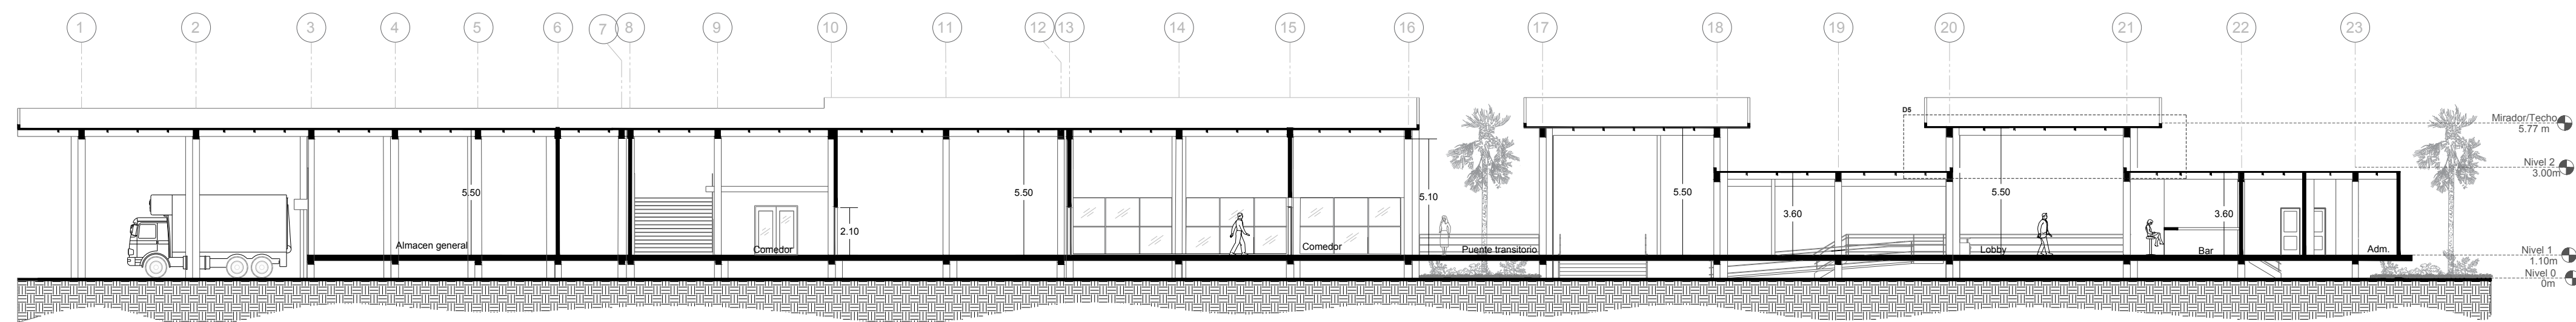 1 2 3 4 5 6 7 8 9 10 11 12 13 14 15 16 17 18 19 20 21 22 23
D5
Mirador/Techo
5.77 m
Nivel 2
3.00m
5.50
5.50
5.10
5.50
5.50
3.60
3.60
2.10
Almacen general
Comedor
Comedor
Puente transitorio
Lobby
Bar
Adm.
Nivel 1
1.10m
Nivel 0
0m